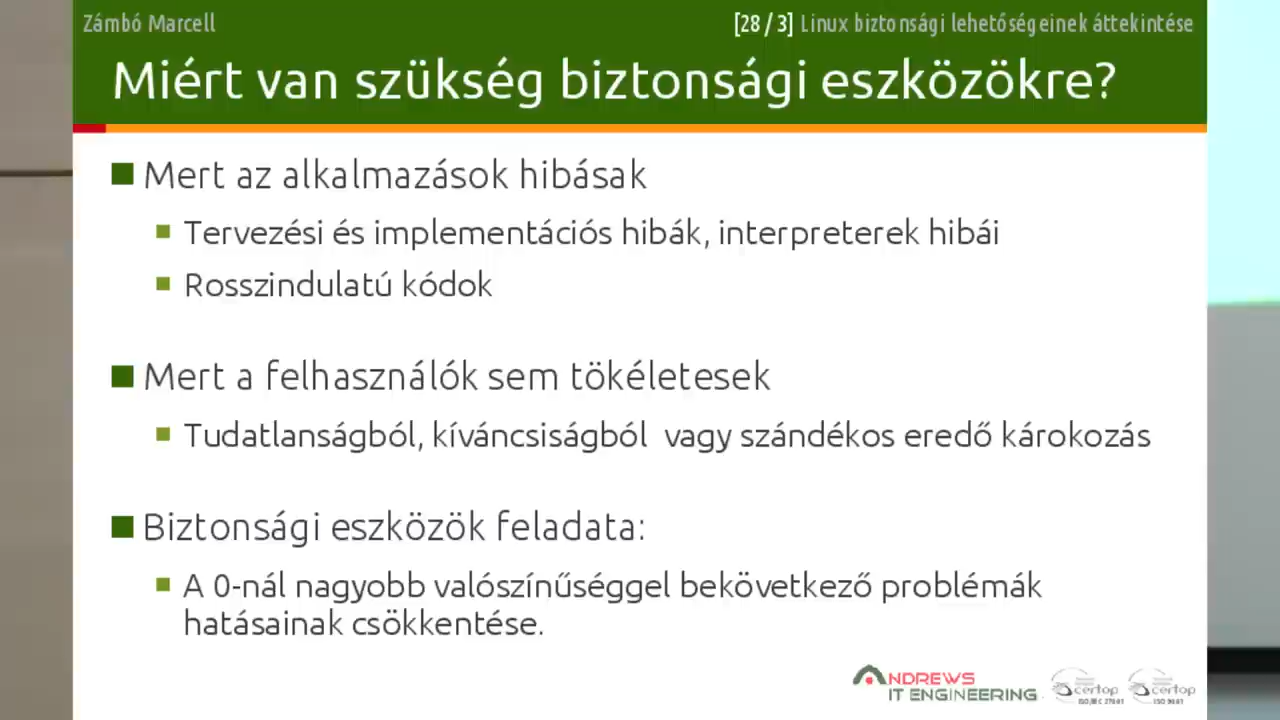 Zámbó Marcell
[28 / 3] Linux biztonsági lehetőségeinek áttekintése
Miért van szükség biztonsági eszközökre?
Mert az alkalmazások hibásak
Tervezési és implementációs hibák, interpreterek hibái
Rosszindulatú kódok
Mert a felhasználók sem tökéletesek
Tudatlanságból, kíváncsiságból vagy szándékos eredő károkozás
Biztonsági eszközök feladata:
A 0-nál nagyobb valószínűséggel bekövetkező problémák
hatásainak csökkentése.
NDREWS
IT ENGINEERING
certop
ISO/IEC 27001
certop
ISO 9001